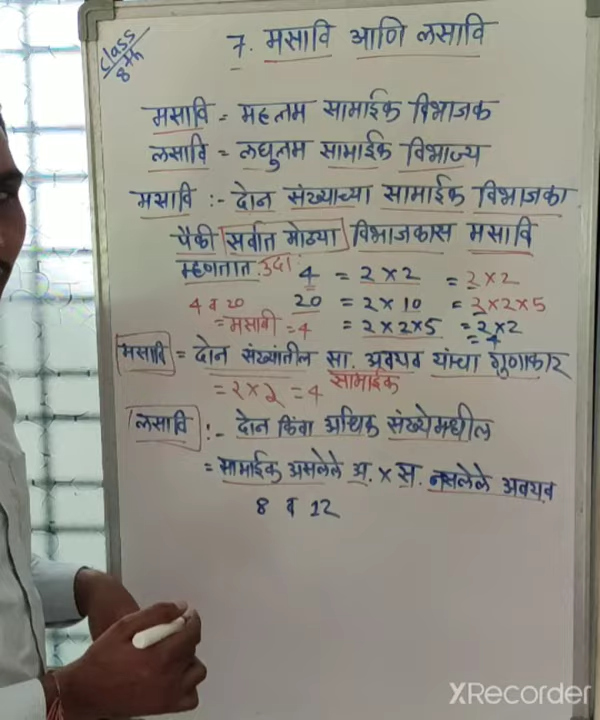 class 8th
7. मसावि आणि लसावि
मसावि = महत्तम सामाईक विभाजक
लसावि = लघुतम सामाईक विभाज्य
मसावि :- दोन संख्याच्या सामाईक विभाजका
पैकी सर्वात मोठ्या विभाजकास मसावि
म्हणतात. उदा: 4 = 2 × 2 = 2 × 2
4 व 20 20 = 2 × 10 = 2 × 2 × 5
= मसावी = 4 = 2 × 2 × 5 = 2 × 2
= 4
मसावि = दोन संख्यांतील सा. अवयव यांचा गुणाकार
= 2 × 2 = 4 सामाईक
लसावि :- दोन किंवा अधिक संख्येमधील
= सामाईक असलेले अ. × स. नसलेले अवयव
8 व 12
XRecorder